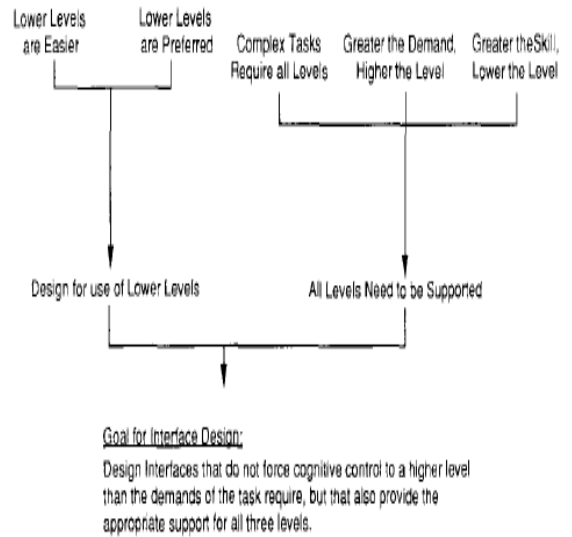 Lower Levels
are Easier
Lower Levels
are Preferred
Complex Tasks
Require all Levels
Greater the Demand,
Higher the Level
Greater theSkill,
Lower the Level
Design for use of Lower Levels
All Levels Need to be Supported
Goal for Interface Design:
Design Interfaces that do not force cognitive control to a higher level
than the demands of the task require, but that also provide the
appropriate support for all three levels.